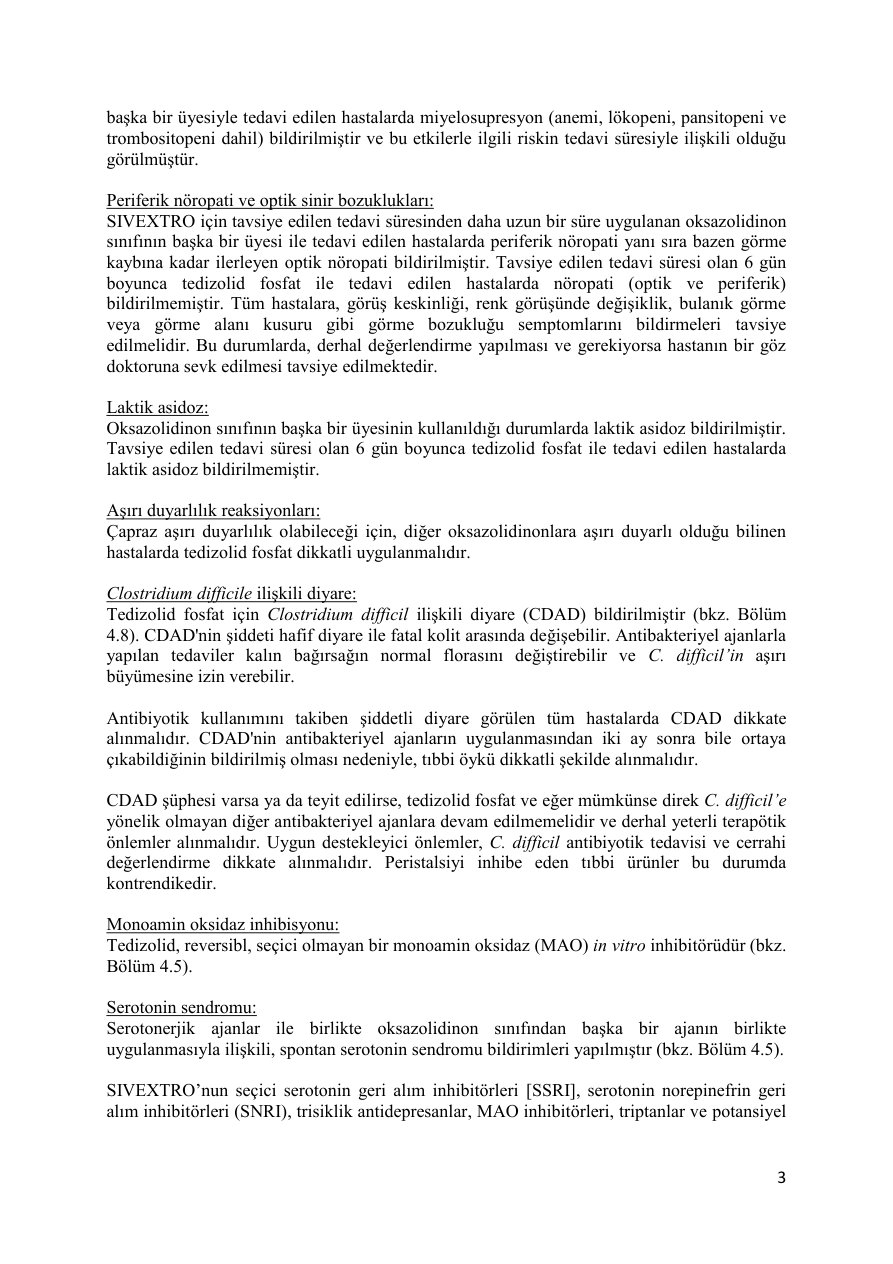 başka bir üyesiyle tedavi edilen hastalarda miyelosupresyon (anemi, lökopeni, pansitopeni ve
trombositopeni dahil) bildirilmiştir ve bu etkilerle ilgili riskin tedavi süresiyle ilişkili olduğu
görülmüştür.
Periferik nöropati ve optik sinir bozuklukları:
SIVEXTRO için tavsiye edilen tedavi süresinden daha uzun bir süre uygulanan oksazolidinon
sınıfının başka bir üyesi ile tedavi edilen hastalarda periferik nöropati yanı sıra bazen görme
kaybına kadar ilerleyen optik nöropati bildirilmiştir. Tavsiye edilen tedavi süresi olan 6 gün
boyunca tedizolid fosfat ile tedavi edilen hastalarda nöropati (optik ve periferik)
bildirilmemiştir. Tüm hastalara, görüş keskinliği, renk görüşünde değişiklik, bulanık görme
veya görme alanı kusuru gibi görme bozukluğu semptomlarını bildirmeleri tavsiye
edilmelidir. Bu durumlarda, derhal değerlendirme yapılması ve gerekiyorsa hastanın bir göz
doktoruna sevk edilmesi tavsiye edilmektedir.
Laktik asidoz:
Oksazolidinon sınıfının başka bir üyesinin kullanıldığı durumlarda laktik asidoz bildirilmiştir.
Tavsiye edilen tedavi süresi olan 6 gün boyunca tedizolid fosfat ile tedavi edilen hastalarda
laktik asidoz bildirilmemiştir.
Aşırı duyarlılık reaksiyonları:
Çapraz aşırı duyarlılık olabileceği için, diğer oksazolidinonlara aşırı duyarlı olduğu bilinen
hastalarda tedizolid fosfat dikkatli uygulanmalıdır.
Clostridium difficile ilişkili diyare:
Tedizolid fosfat için Clostridium difficil ilişkili diyare (CDAD) bildirilmiştir (bkz. Bölüm
4.8). CDAD'nin şiddeti hafif diyare ile fatal kolit arasında değişebilir. Antibakteriyel ajanlarla
yapılan tedaviler kalın bağırsağın normal florasını değiştirebilir ve C. difficil’in aşırı
büyümesine izin verebilir.
Antibiyotik kullanımını takiben şiddetli diyare görülen tüm hastalarda CDAD dikkate
alınmalıdır. CDAD'nin antibakteriyel ajanların uygulanmasından iki ay sonra bile ortaya
çıkabildiğinin bildirilmiş olması nedeniyle, tıbbi öykü dikkatli şekilde alınmalıdır.
CDAD şüphesi varsa ya da teyit edilirse, tedizolid fosfat ve eğer mümkünse direk C. difficil’e
yönelik olmayan diğer antibakteriyel ajanlara devam edilmemelidir ve derhal yeterli terapötik
önlemler alınmalıdır. Uygun destekleyici önlemler, C. difficil antibiyotik tedavisi ve cerrahi
değerlendirme dikkate alınmalıdır. Peristalsiyi inhibe eden tıbbi ürünler bu durumda
kontrendikedir.
Monoamin oksidaz inhibisyonu:
Tedizolid, reversibl, seçici olmayan bir monoamin oksidaz (MAO) in vitro inhibitörüdür (bkz.
Bölüm 4.5).
Serotonin sendromu:
Serotonerjik ajanlar ile birlikte oksazolidinon sınıfından başka bir ajanın birlikte
uygulanmasıyla ilişkili, spontan serotonin sendromu bildirimleri yapılmıştır (bkz. Bölüm 4.5).
SIVEXTRO’nun seçici serotonin geri alım inhibitörleri [SSRI], serotonin norepinefrin geri
alım inhibitörleri (SNRI), trisiklik antidepresanlar, MAO inhibitörleri, triptanlar ve potansiyel
3